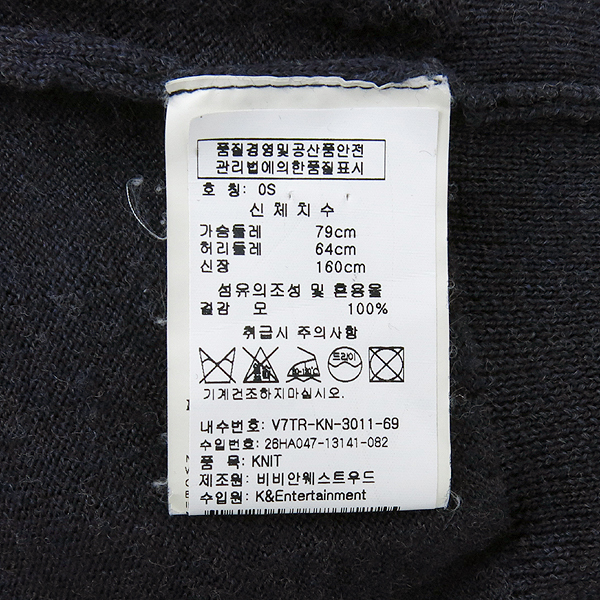 품질경영및공산품안전
관리법에의한품질표시
호 칭: 0S
신체치수
가슴둘레 79cm
허리둘레 64cm
신장 160cm
섬유의조성 및 혼용율
겉감 모 100%
취급시 주의사항
드라이
기계건조하지마십시오.
내수번호: V7TR-KN-3011-69
수입번호: 26HA047-13141-082
품 목: KNIT
제조원: 비비안웨스트우드
수입원: K&Entertainment